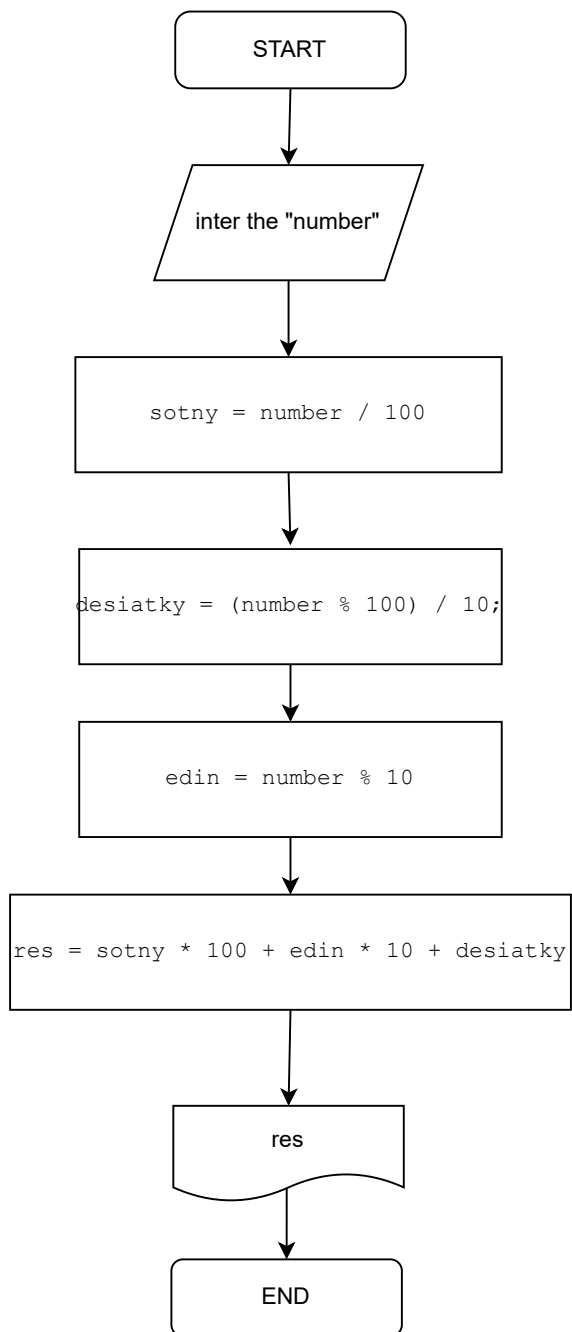 START
inter the "number"
sotny = number / 100
desiatky = (number % 100) / 10;
edin = number % 10
res = sotny * 100 + edin * 10 + desiatky
res
END